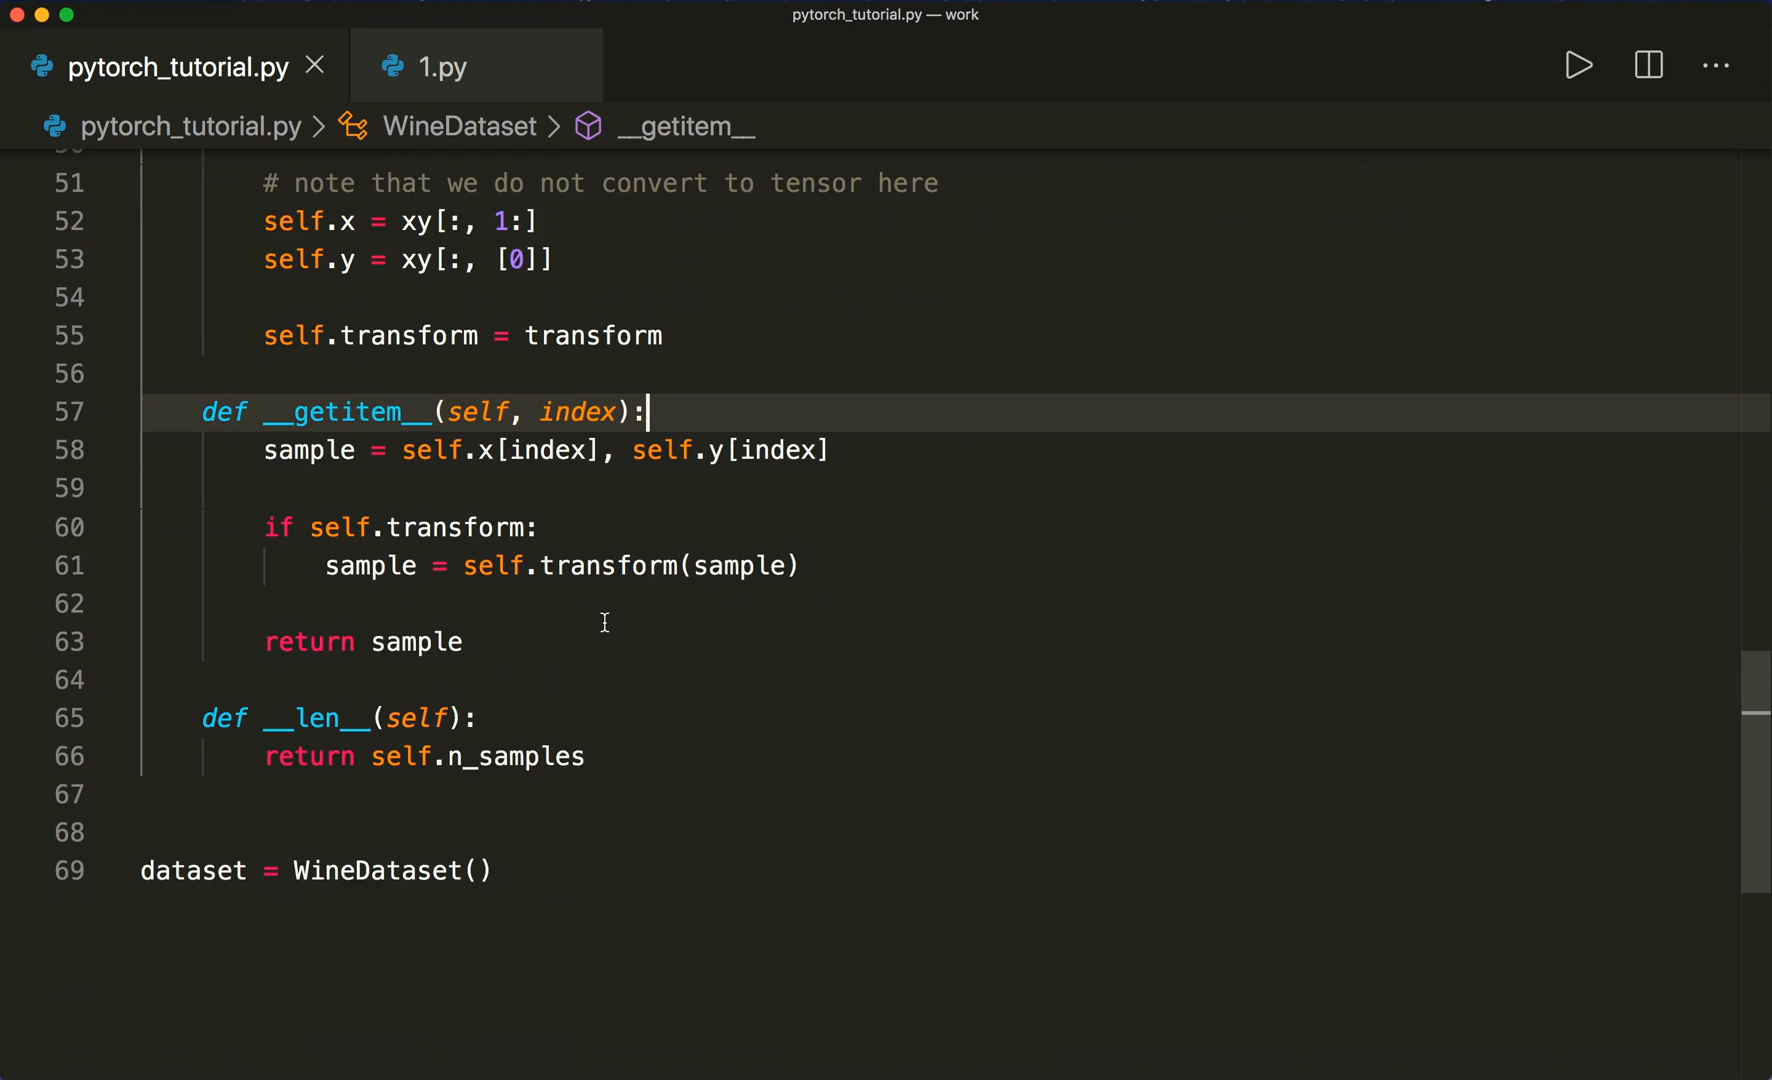 pytorch_tutorial.py — work
pytorch_tutorial.py
1.py
pytorch_tutorial.py > WineDataset > __getitem__
51 # note that we do not convert to tensor here
52 self.x = xy[:, 1:]
53 self.y = xy[:, [0]]
54
55 self.transform = transform
56
57 def __getitem__(self, index):
58 sample = self.x[index], self.y[index]
59
60 if self.transform:
61 sample = self.transform(sample)
62
63 return sample
64
65 def __len__(self):
66 return self.n_samples
67
68
69 dataset = WineDataset()